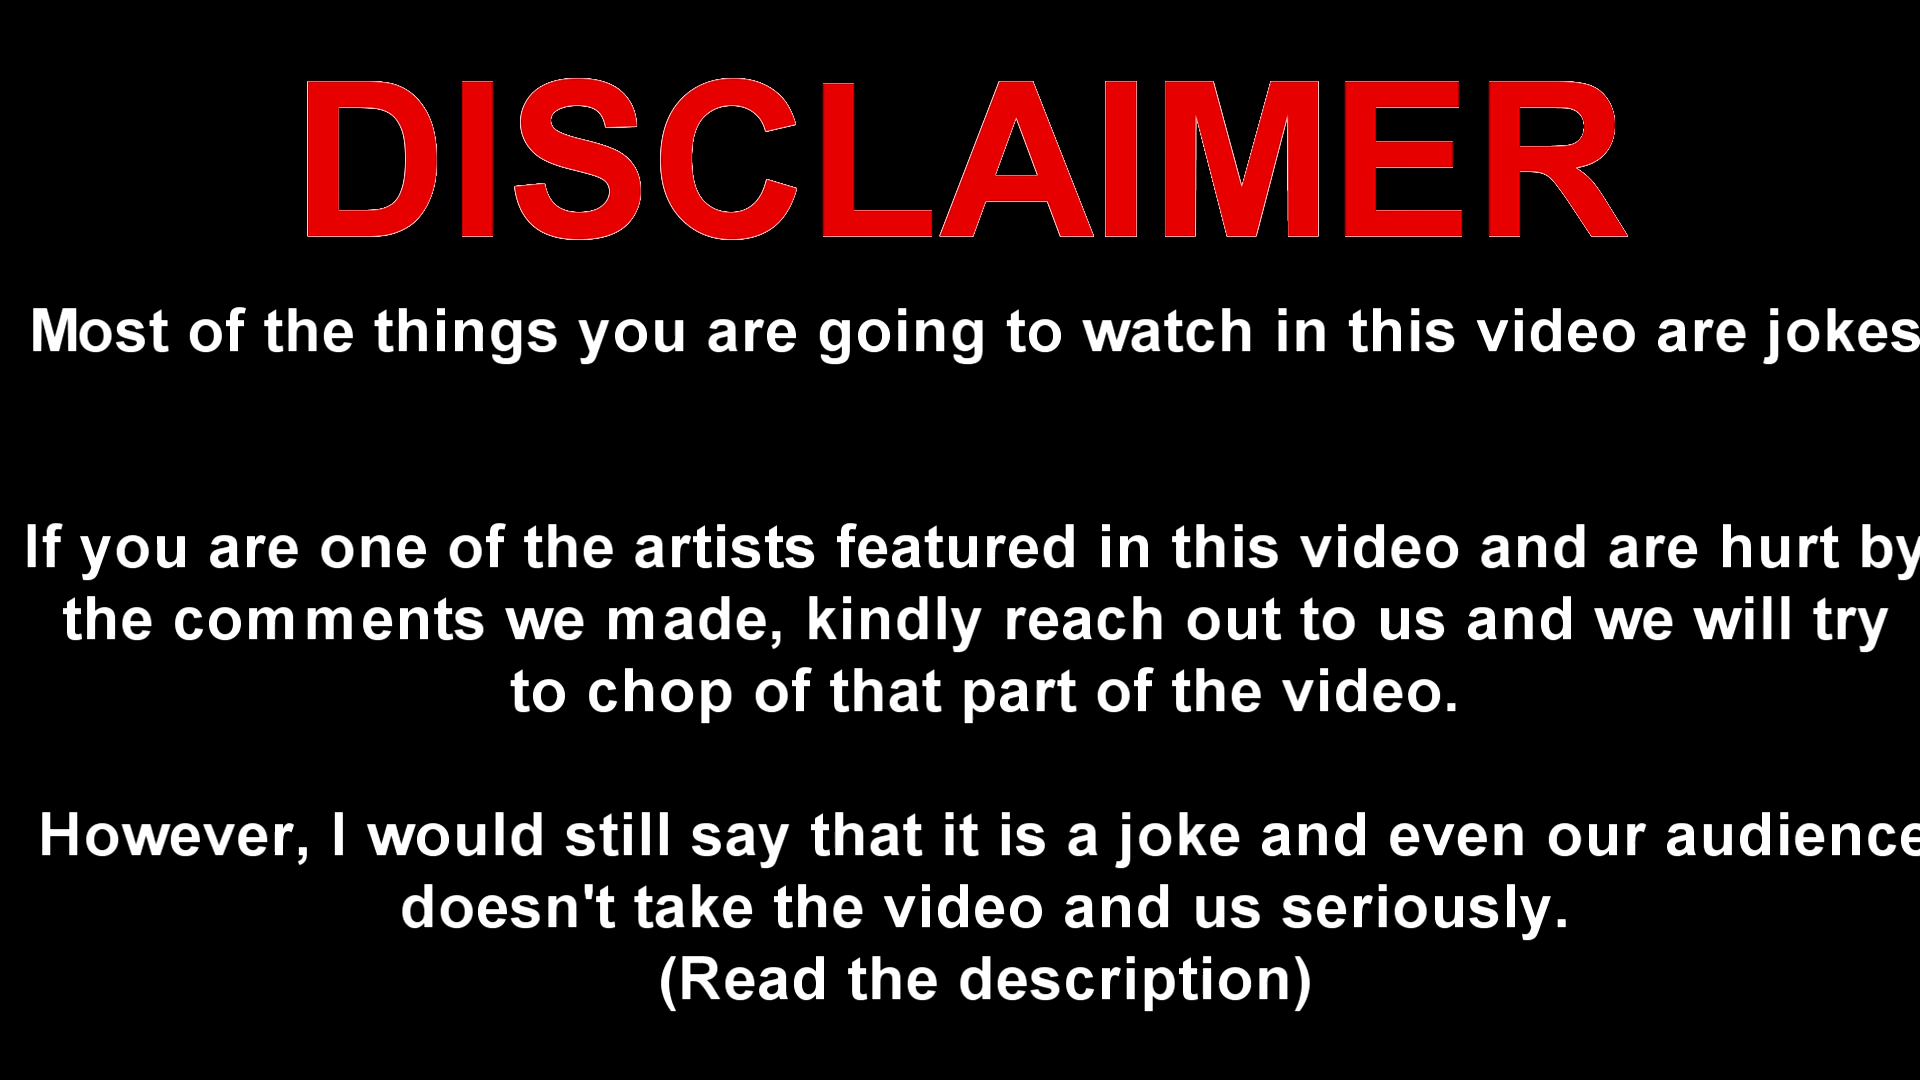 DISCLAIMER
Most of the things you are going to watch in this video are jokes
If you are one of the artists featured in this video and are hurt by
the comments we made, kindly reach out to us and we will try
to chop of that part of the video.
However, I would still say that it is a joke and even our audience
doesn't take the video and us seriously.
(Read the description)